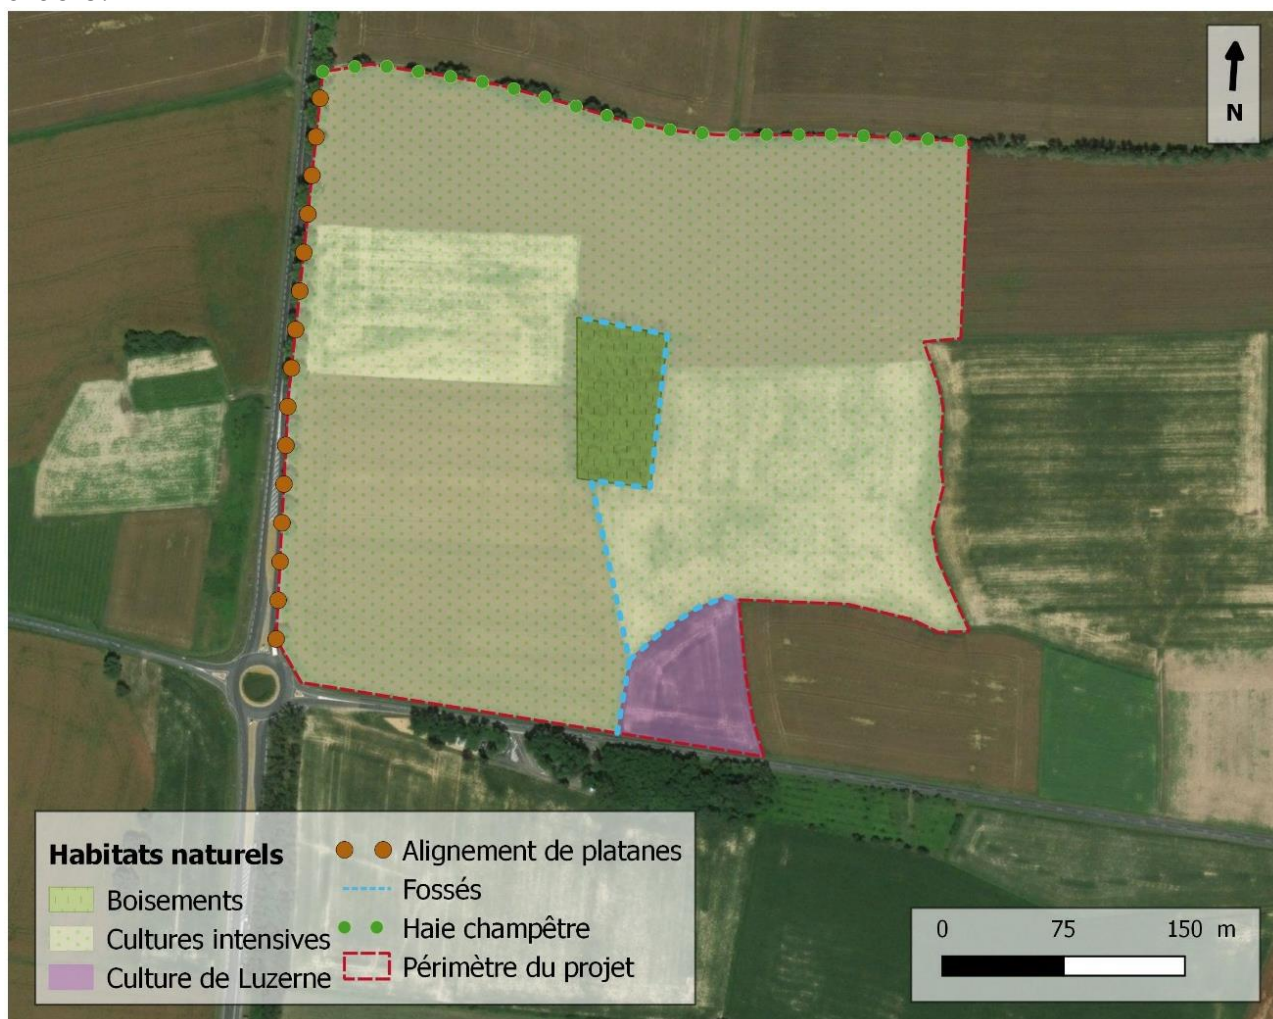 N
Habitats naturels
Boisements
Cultures intensives
Culture de Luzerne
Alignement de platanes
Fossés
Haie champêtre
Périmètre du projet
0 75 150 m